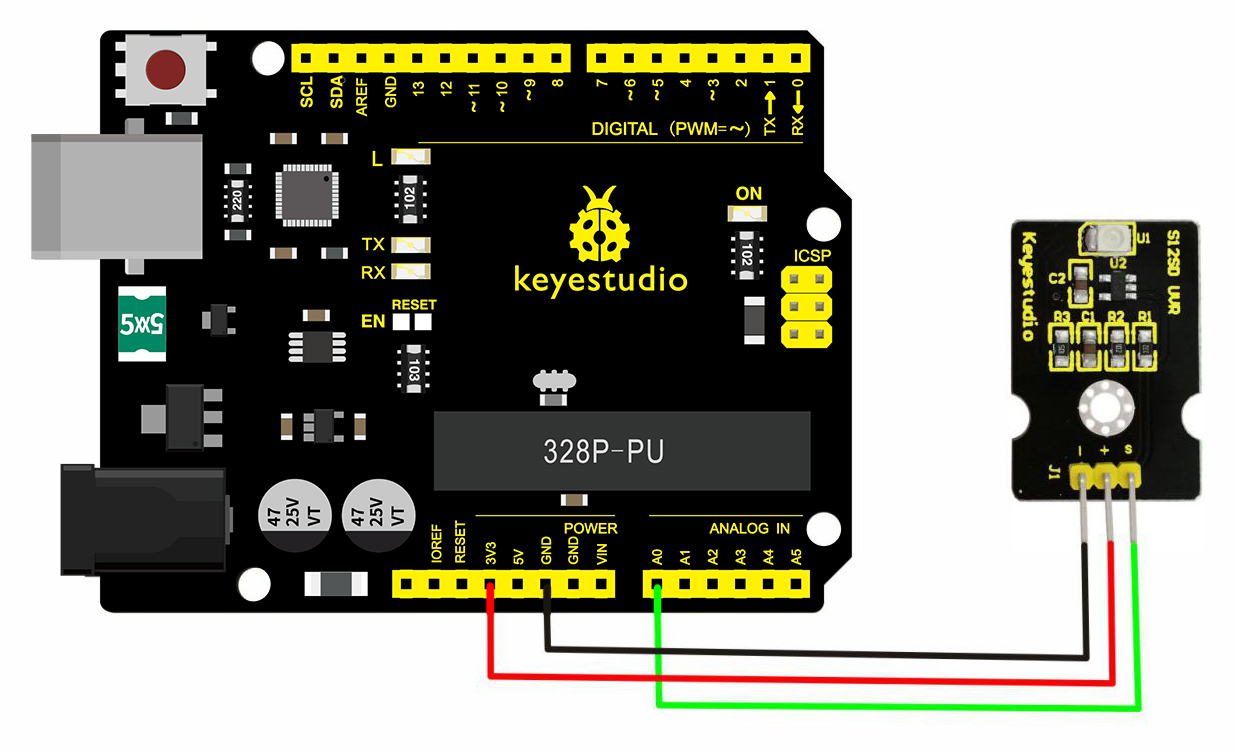 SCL
SDA
AREF
GND
13
12
~11
~10
~9
8
7
~6
~5
4
~3
2
TX→1
RX←0
DIGITAL (PWM=~)
L
220
102
TX
RX
RESET
EN
103
5XX5
keyestudio
ON
102
ICSP
328P-PU
47
25V
VT
47
25V
VT
POWER
ANALOG IN
IOREF
RESET
3V3
5V
GND
GND
VIN
A0
A1
A2
A3
A4
A5
Keyestudio
S12SD UUR
U1
U2
C2
R3
C1
R2
R1
J1
-
+
S